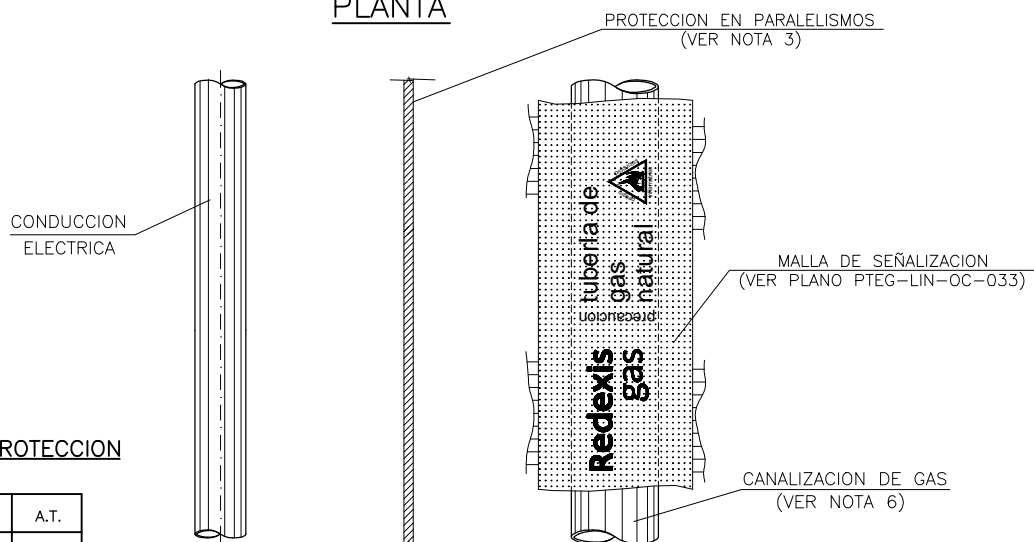 PLANTA
PROTECCION EN PARALELISMOS
(VER NOTA 3)
CONDUCCION
ELECTRICA
MALLA DE SEÑALIZACION
(VER PLANO PTEG-LIN-OC-033)
tuberIa de
gas
natural
precaucion
Redexis
gas
ROTECCION
A.T.
CANALIZACION DE GAS
(VER NOTA 6)